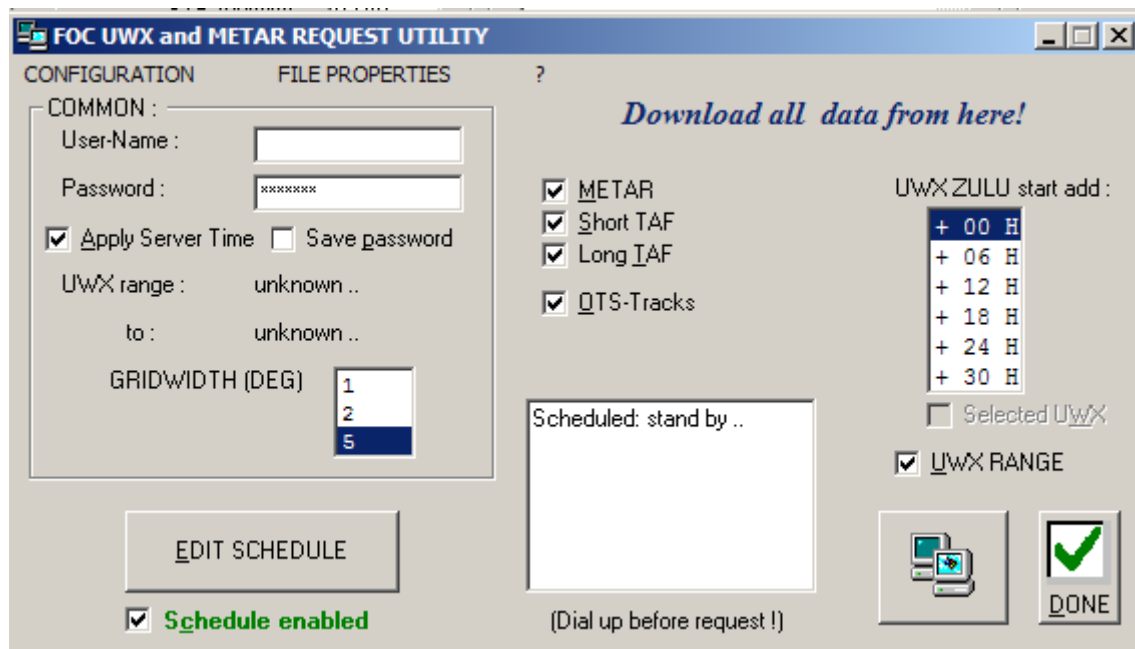 FOC UWX and METAR REQUEST UTILITY
CONFIGURATION FILE PROPERTIES ?
COMMON :
User-Name :
Password : xxxxxxx
Apply Server Time Save password
UWX range : unknown ..
to : unknown ..
GRIDWIDTH (DEG)
1
2
5
EDIT SCHEDULE
Schedule enabled
Download all data from here!
METAR
Short TAF
Long TAF
OTS-Tracks
Scheduled: stand by ..
(Dial up before request !)
UWX ZULU start add :
+ 00 H
+ 06 H
+ 12 H
+ 18 H
+ 24 H
+ 30 H
Selected UWX
UWX RANGE
DONE